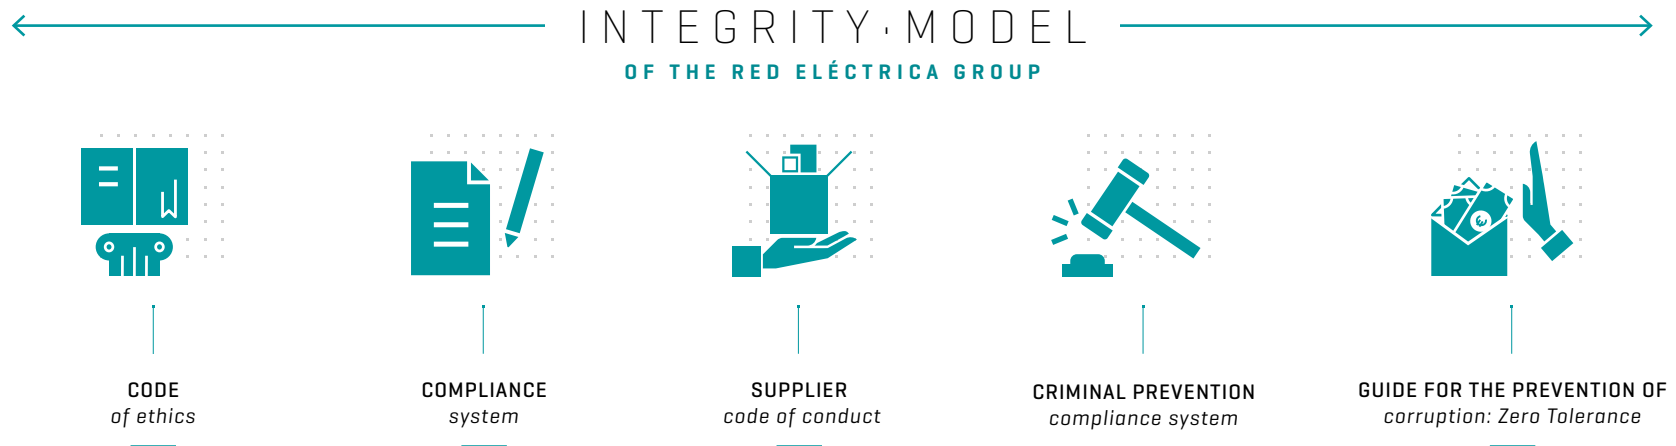 INTEGRITY MODEL
OF THE RED ELÉCTRICA GROUP
CODE
of ethics
COMPLIANCE
system
SUPPLIER
code of conduct
CRIMINAL PREVENTION
compliance system
GUIDE FOR THE PREVENTION OF
corruption: Zero Tolerance